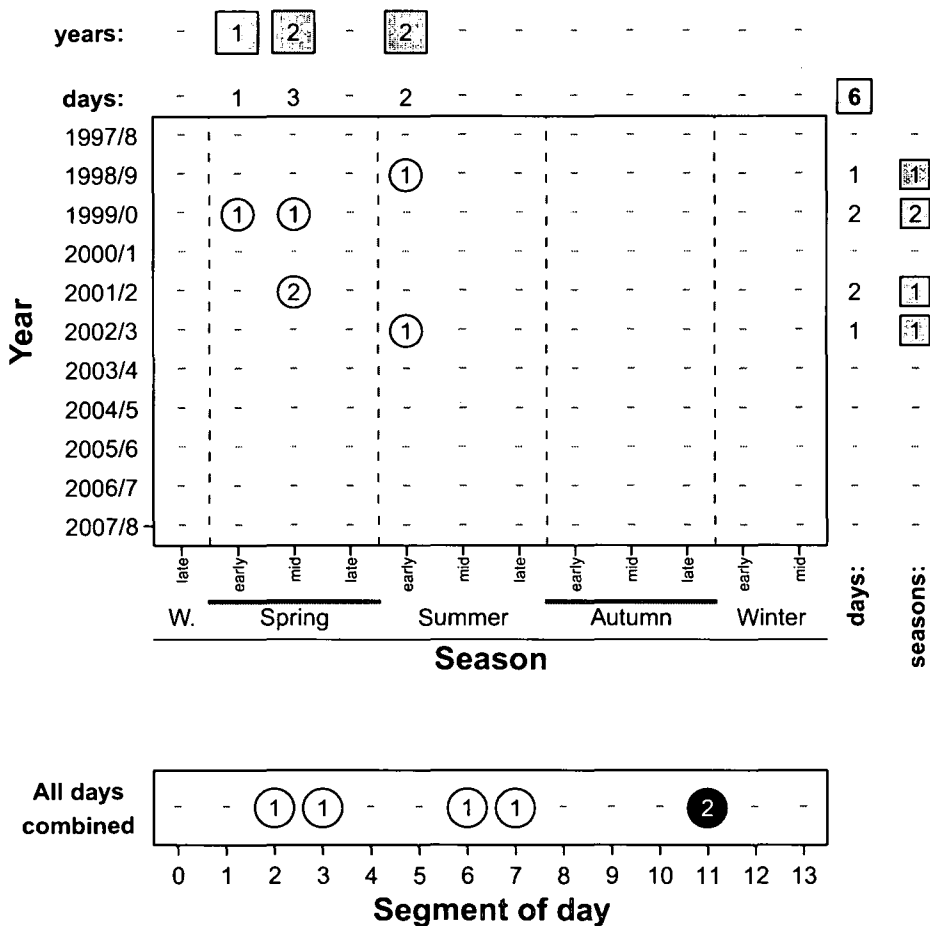 years: - 1 2 - 2 - - - - - - -
days: - 1 3 - 2 - - - - - - - 6
1997/8 - - - - - - - - - - - - - -
1998/9 - - - - 1 - - - - - - - 1 1
1999/0 - 1 1 - - - - - - - - - 2 2
2000/1 - - - - - - - - - - - - - -
2001/2 - - 2 - - - - - - - - - 2 1
2002/3 - - - - 1 - - - - - - - 1 1
2003/4 - - - - - - - - - - - - - -
2004/5 - - - - - - - - - - - - - -
2005/6 - - - - - - - - - - - - - -
2006/7 - - - - - - - - - - - - - -
2007/8 - - - - - - - - - - - - - -
Year
late early mid late early mid late early mid late early mid
W. Spring Summer Autumn Winter
days:
seasons:
Season
All days
combined
- - 1 1 - - 1 1 - - - 2 - -
0 1 2 3 4 5 6 7 8 9 10 11 12 13
Segment of day